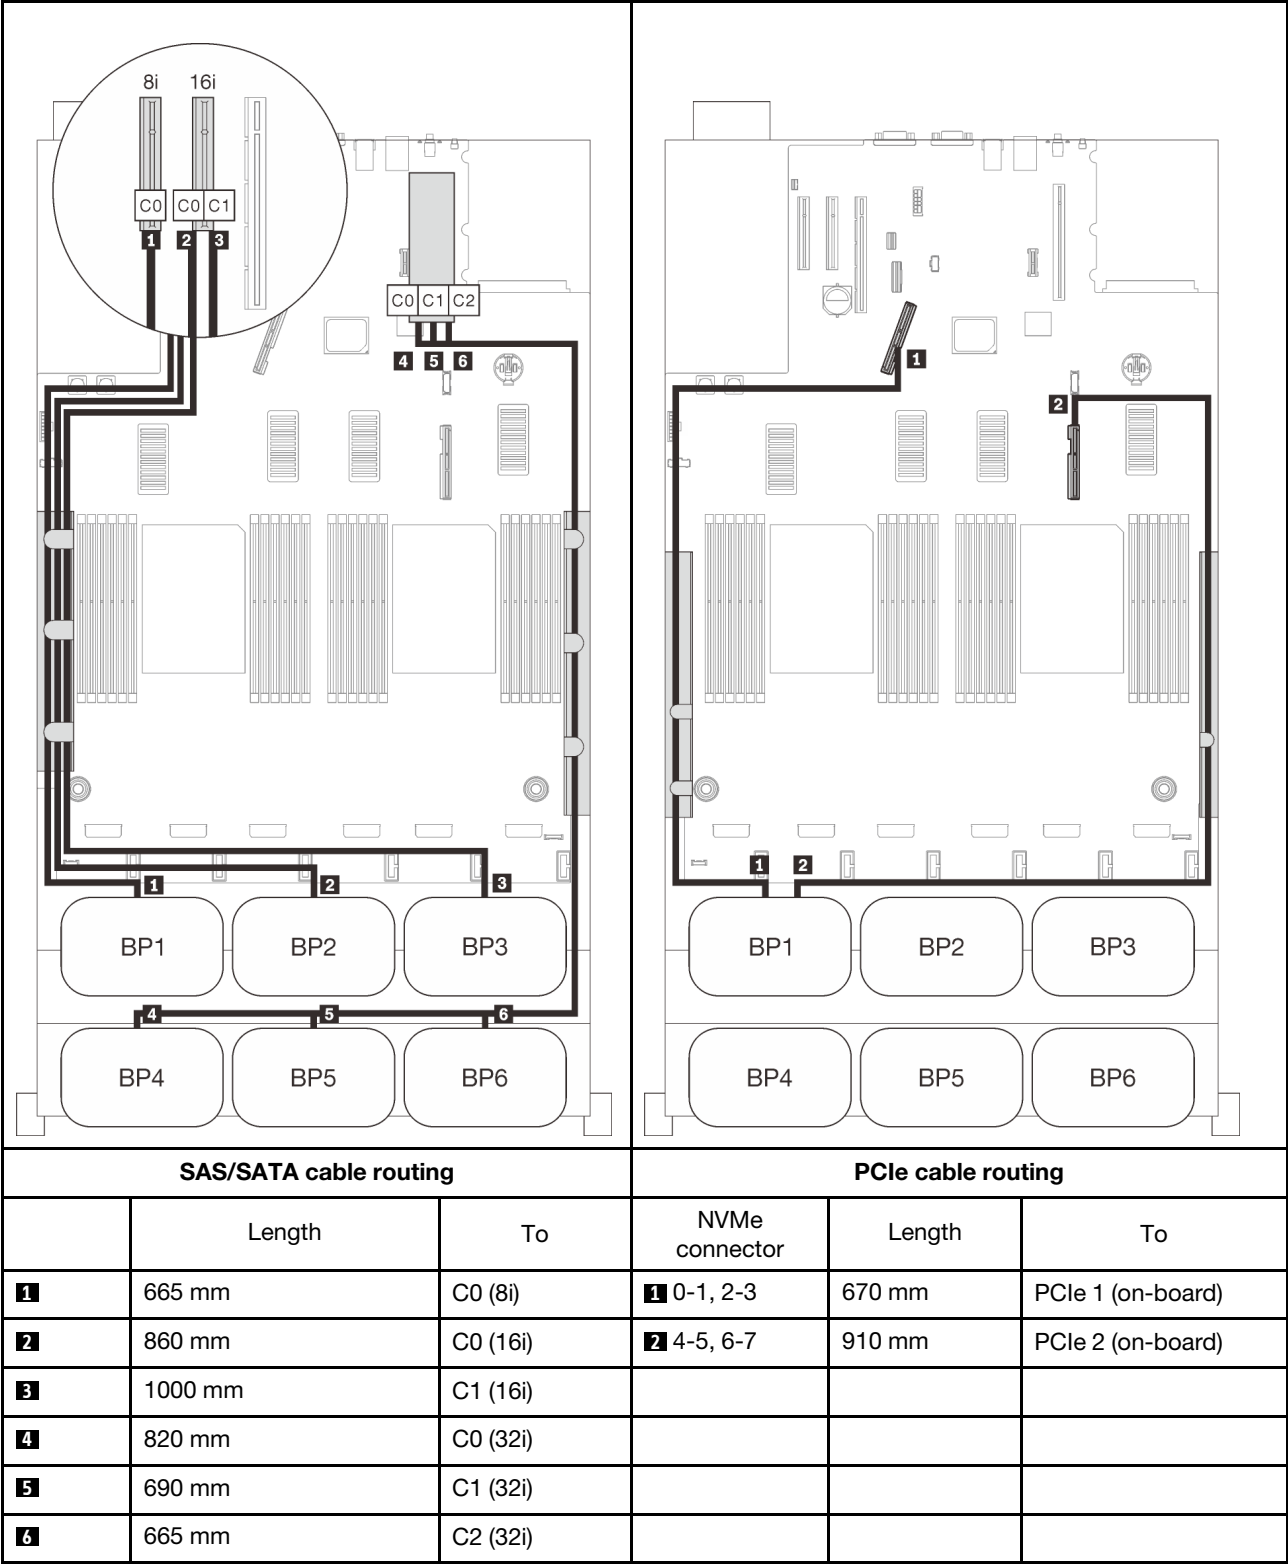 8i 16i
C0 C0 C1
1 2 3
C0 C1 C2
4 5 6
1 2 3
BP1 BP2 BP3
4 5 6
BP4 BP5 BP6
1
2
1 2
BP1 BP2 BP3
BP4 BP5 BP6
SAS/SATA cable routing PCIe cable routing
Length To NVMe connector Length To
1 665 mm C0 (8i) 1 0-1, 2-3 670 mm PCIe 1 (on-board)
2 860 mm C0 (16i) 2 4-5, 6-7 910 mm PCIe 2 (on-board)
3 1000 mm C1 (16i)
4 820 mm C0 (32i)
5 690 mm C1 (32i)
6 665 mm C2 (32i)